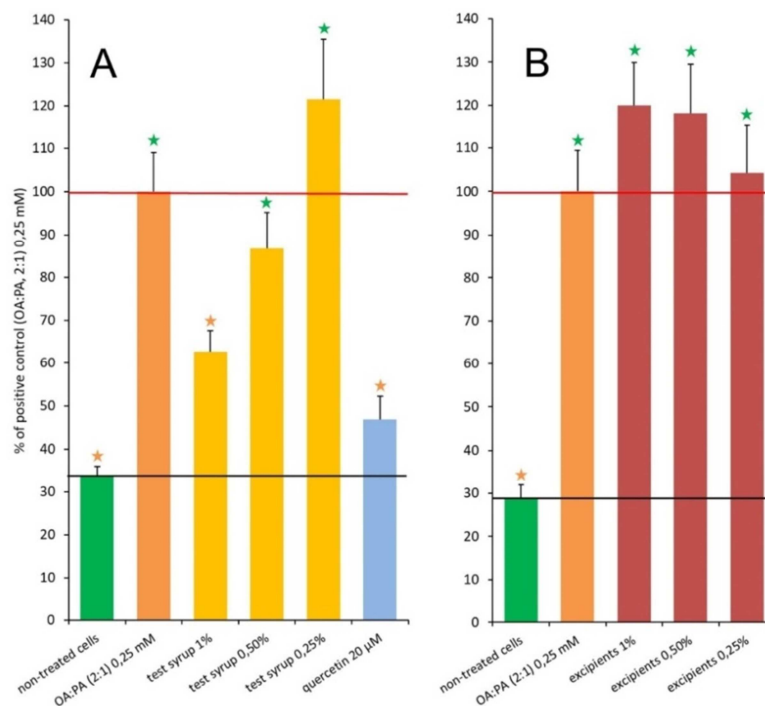 A
% of positive control (OA:PA, 2:1) 0,25 mM)
140
130
120
110
100
90
80
70
60
50
40
30
20
10
0
non-treated cells
OA:PA (2:1) 0,25 mM
test syrup 1%
test syrup 0,50%
test syrup 0,25%
quercetin 20 µM
B
140
130
120
110
100
90
80
70
60
50
40
30
20
10
0
non-treated cells
OA:PA (2:1) 0,25 mM
excipients 1%
excipients 0,50%
excipients 0,25%